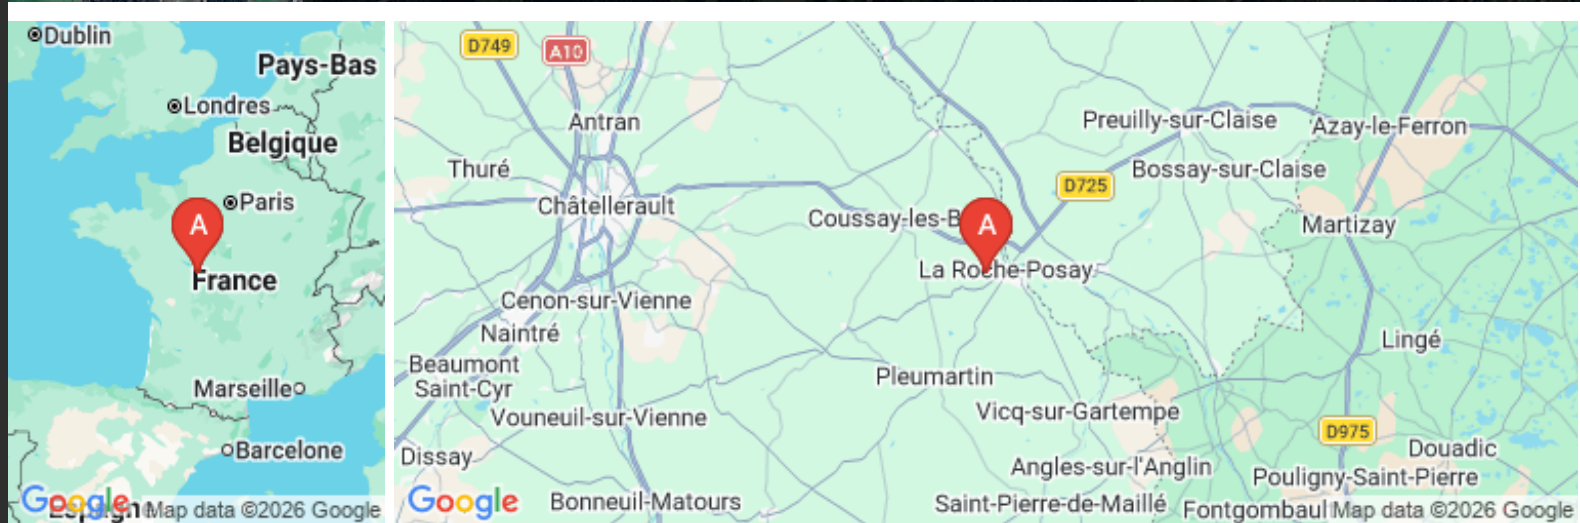 Dublin
Pays-Bas
Londres
Belgique
Paris
A
France
Marseille
Barcelone
Google
Map data ©2026 Google
D749
A10
Antran
Preuilly-sur-Claise
Azay-le-Ferron
Thuré
Bossay-sur-Claise
D725
Châtellerault
Coussay-les-B
A
Martizay
La Roche-Posay
Cenon-sur-Vienne
Naintré
Lingé
Beaumont
Saint-Cyr
Pleumartin
Vouneuil-sur-Vienne
Vicq-sur-Gartempe
D975
Dissay
Douadic
Angles-sur-l'Anglin
Pouligny-Saint-Pierre
Google
Bonneuil-Matours
Saint-Pierre-de-Maillé
Fontgombaul
Map data ©2026 Google